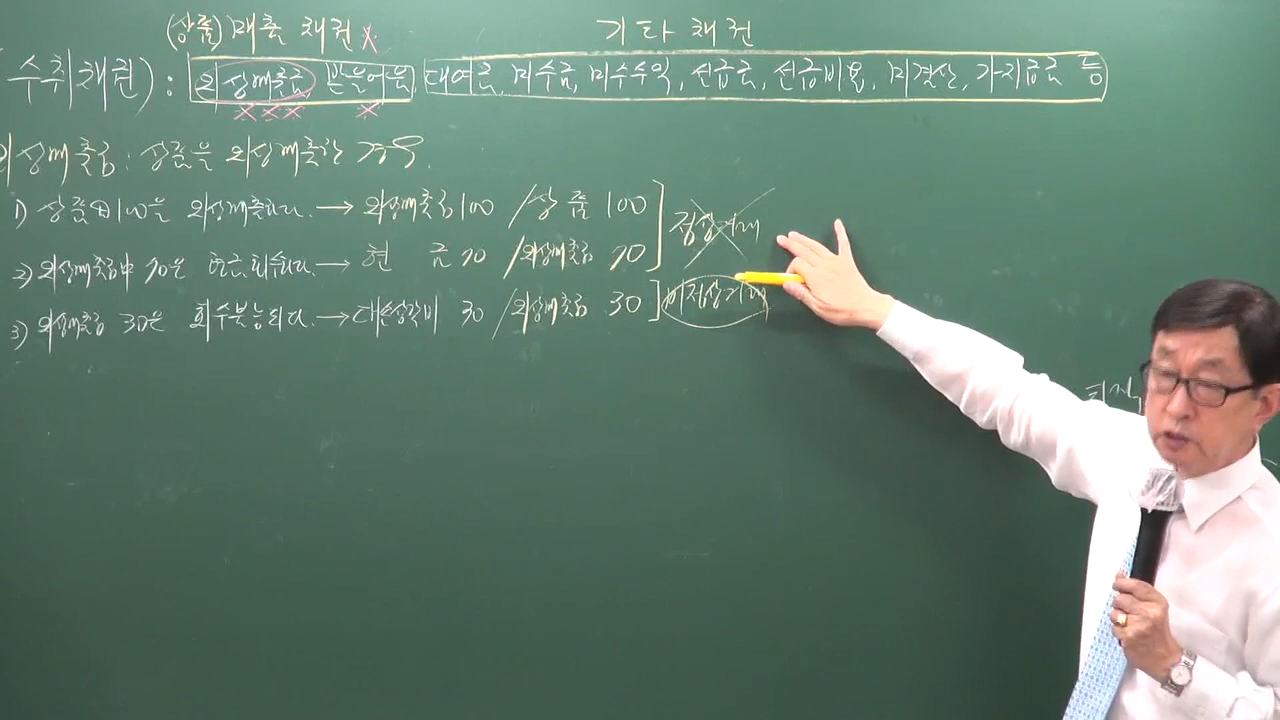 (상품)매출 채권 X 기타채권
수취채권): 외상매출금 받을어음, 대여금, 미수금, 미수수익, 선급금, 선급비용, 미결산, 가지급금 등
X X X X
외상매출금: 상품을 외상매출한 경우.
1) 상품 ₩100을 외상매출하다. → 외상매출금 100 / 상 품 100 ] 정상거래
2) 외상매출금 中 70은 현금회수하다. → 현 금 70 / 외상매출금 70
3) 외상매출금 30은 회수불능되다. → 대손상각비 30 / 외상매출금 30 ] 비정상거래
퇴직